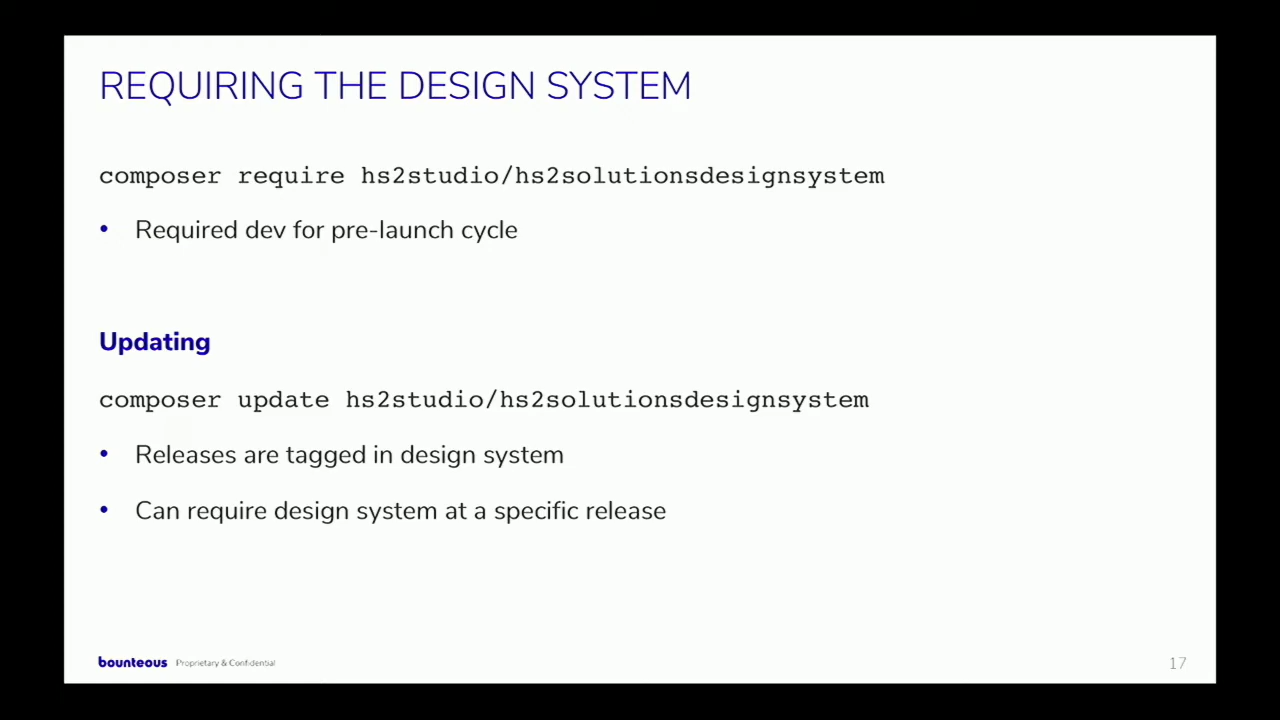 REQUIRING THE DESIGN SYSTEM
composer require hs2studio/hs2solutionsdesignsystem
• Required dev for pre-launch cycle
Updating
composer update hs2studio/hs2solutionsdesignsystem
• Releases are tagged in design system
• Can require design system at a specific release
bounteous Proprietary & Confidential
17